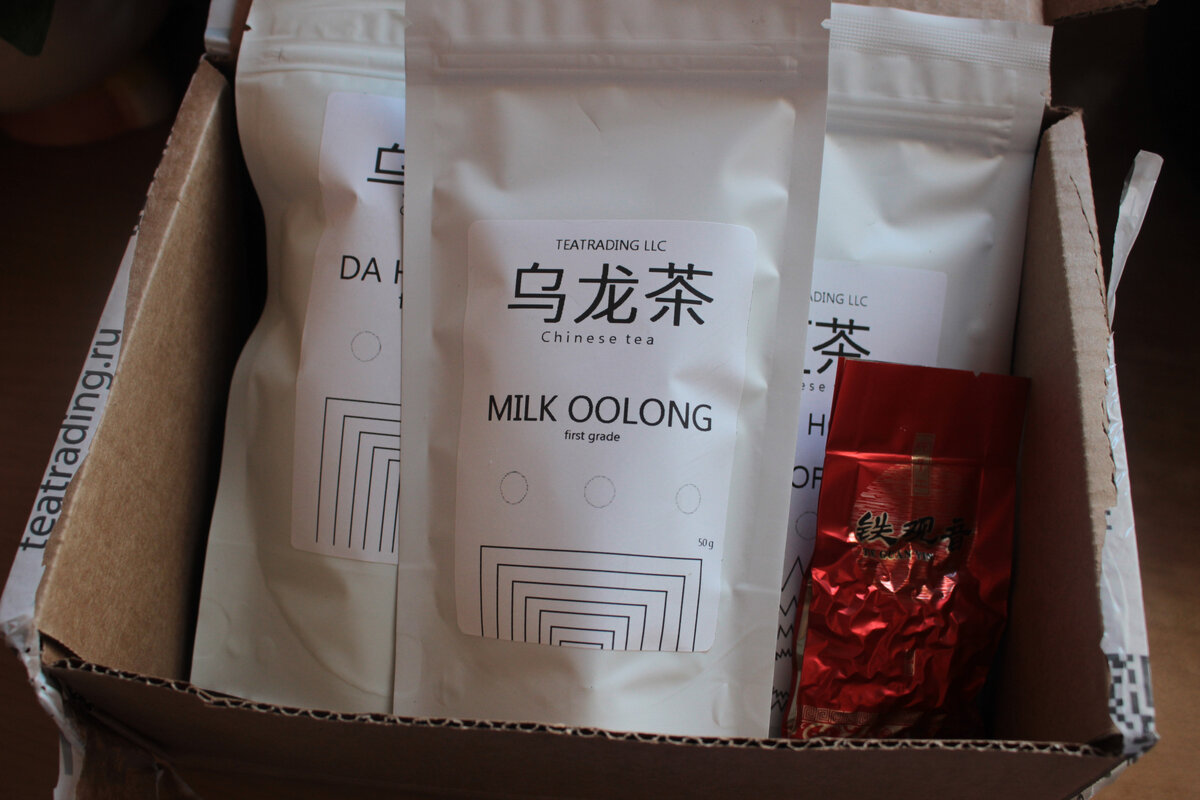 teatrading.ru
乌
DA
TEATRADING LLC
乌龙茶
Chinese tea
MILK OOLONG
first grade
50 g
LLC
茶
铁观音